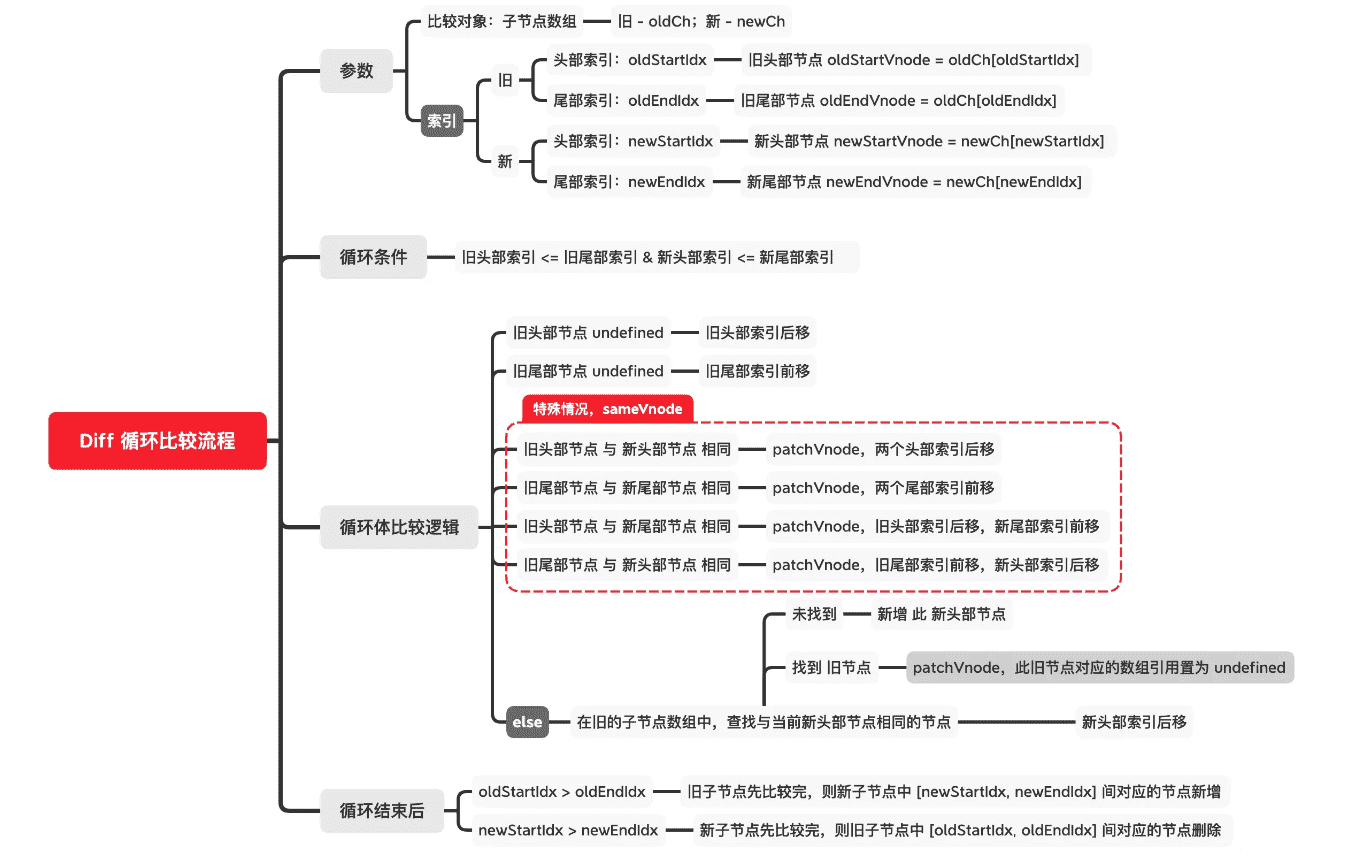 Diff 循环比较流程
参数
比较对象：子节点数组
旧 - oldCh；新 - newCh
索引
旧
头部索引：oldStartIdx
旧头部节点 oldStartVnode = oldCh[oldStartIdx]
尾部索引：oldEndIdx
旧尾部节点 oldEndVnode = oldCh[oldEndIdx]
新
头部索引：newStartIdx
新头部节点 newStartVnode = newCh[newStartIdx]
尾部索引：newEndIdx
新尾部节点 newEndVnode = newCh[newEndIdx]
循环条件
旧头部索引 <= 旧尾部索引 & 新头部索引 <= 新尾部索引
循环体比较逻辑
旧头部节点 undefined
旧头部索引后移
旧尾部节点 undefined
旧尾部索引前移
特殊情况，sameVnode
旧头部节点 与 新头部节点 相同
patchVnode，两个头部索引后移
旧尾部节点 与 新尾部节点 相同
patchVnode，两个尾部索引前移
旧头部节点 与 新尾部节点 相同
patchVnode，旧头部索引后移，新尾部索引前移
旧尾部节点 与 新头部节点 相同
patchVnode，旧尾部索引前移，新头部索引后移
else
在旧的子节点数组中，查找与当前新头部节点相同的节点
未找到
新增 此 新头部节点
找到 旧节点
patchVnode，此旧节点对应的数组引用置为 undefined
新头部索引后移
循环结束后
oldStartIdx > oldEndIdx
旧子节点先比较完，则新子节点中 [newStartIdx, newEndIdx] 间对应的节点新增
newStartIdx > newEndIdx
新子节点先比较完，则旧子节点中 [oldStartIdx, oldEndIdx] 间对应的节点删除